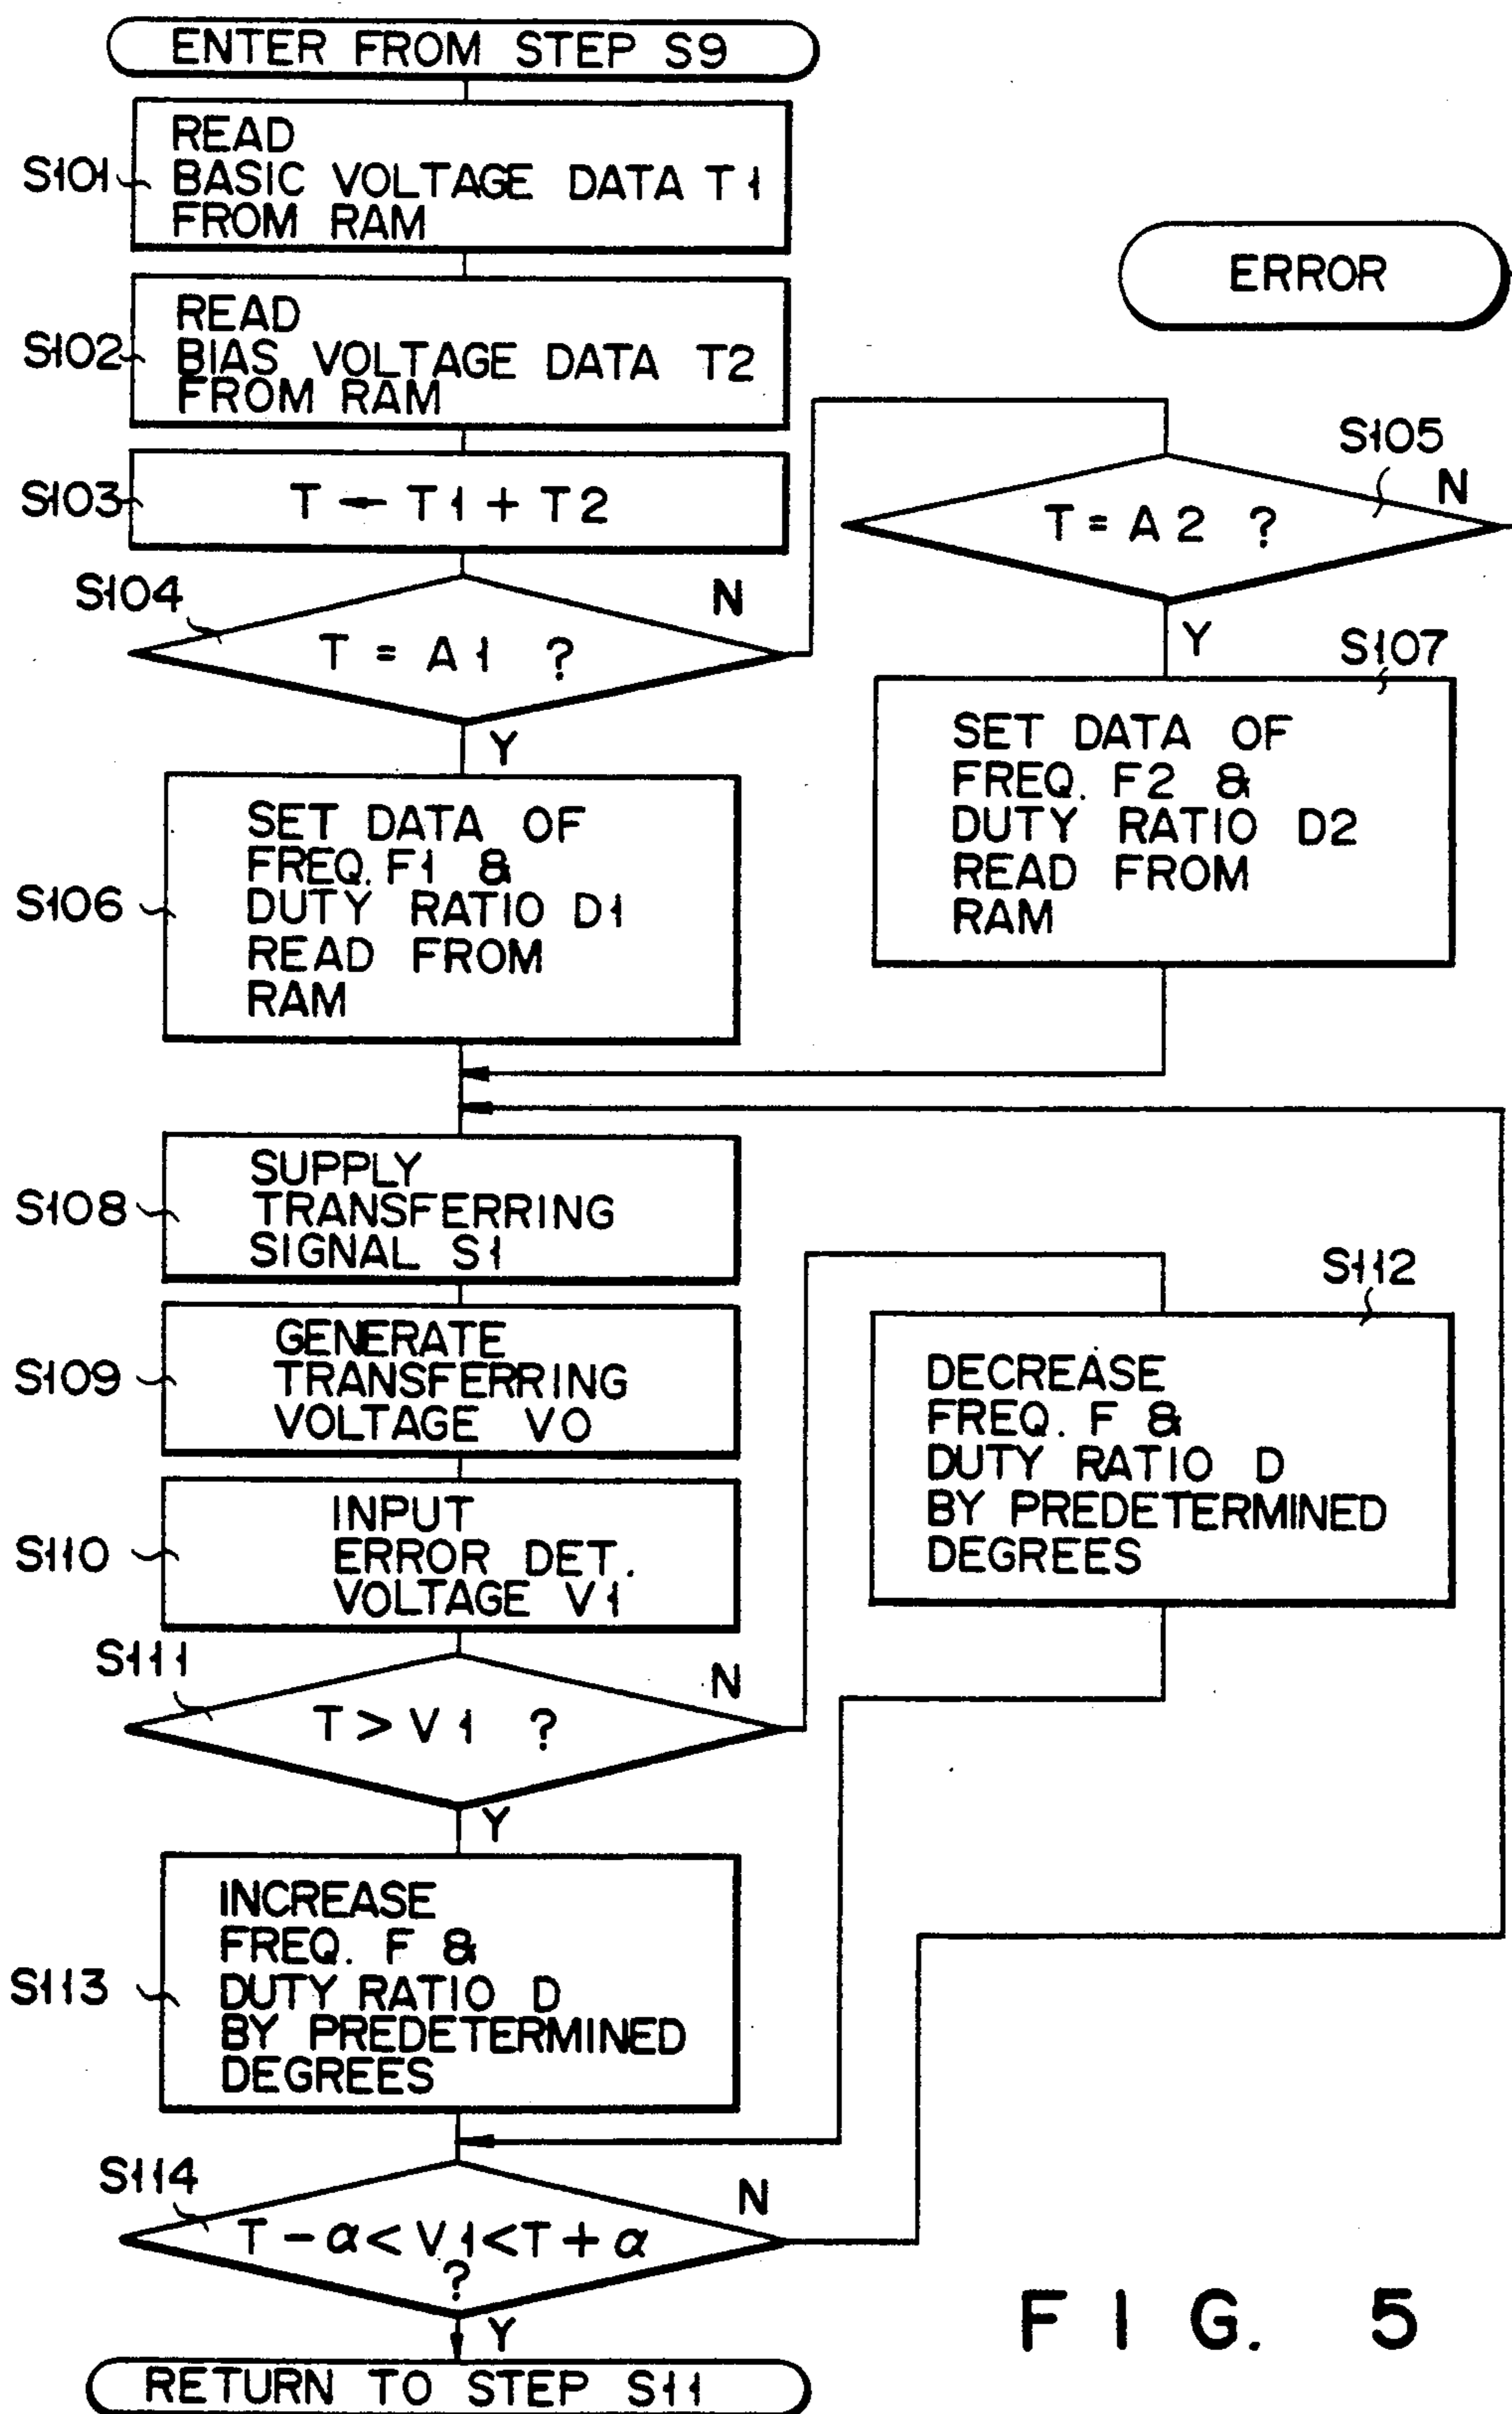 ENTER FROM STEP S9
S101
READ
BASIC VOLTAGE DATA T1
FROM RAM
S102
READ
BIAS VOLTAGE DATA T2
FROM RAM
S103
T ← T1 + T2
S104
T = A1 ?
N
Y
ERROR
S105
T = A2 ?
N
Y
S106
SET DATA OF
FREQ. F1 &
DUTY RATIO D1
READ FROM
RAM
S107
SET DATA OF
FREQ. F2 &
DUTY RATIO D2
READ FROM
RAM
S108
SUPPLY
TRANSFERRING
SIGNAL S1
S109
GENERATE
TRANSFERRING
VOLTAGE VO
S110
INPUT
ERROR DET.
VOLTAGE V1
S111
T > V1 ?
N
Y
S112
DECREASE
FREQ. F &
DUTY RATIO D
BY PREDETERMINED
DEGREES
S113
INCREASE
FREQ. F &
DUTY RATIO D
BY PREDETERMINED
DEGREES
S114
T - α < V1 < T + α
?
N
Y
RETURN TO STEP S11
FIG. 5